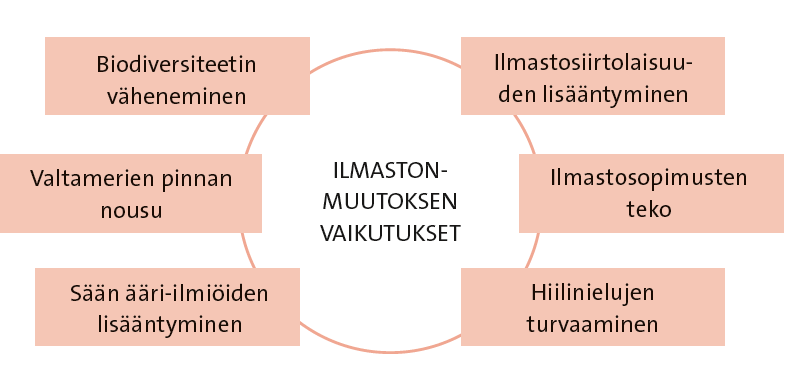 Biodiversiteetin
väheneminen
Ilmastosiirtolaisuu-
den lisääntyminen
Valtamerien pinnan
nousu
ILMASTON-
MUUTOKSEN
VAIKUTUKSET
Ilmastosopimusten
teko
Sään ääri-ilmiöiden
lisääntyminen
Hiilinielujen
turvaaminen